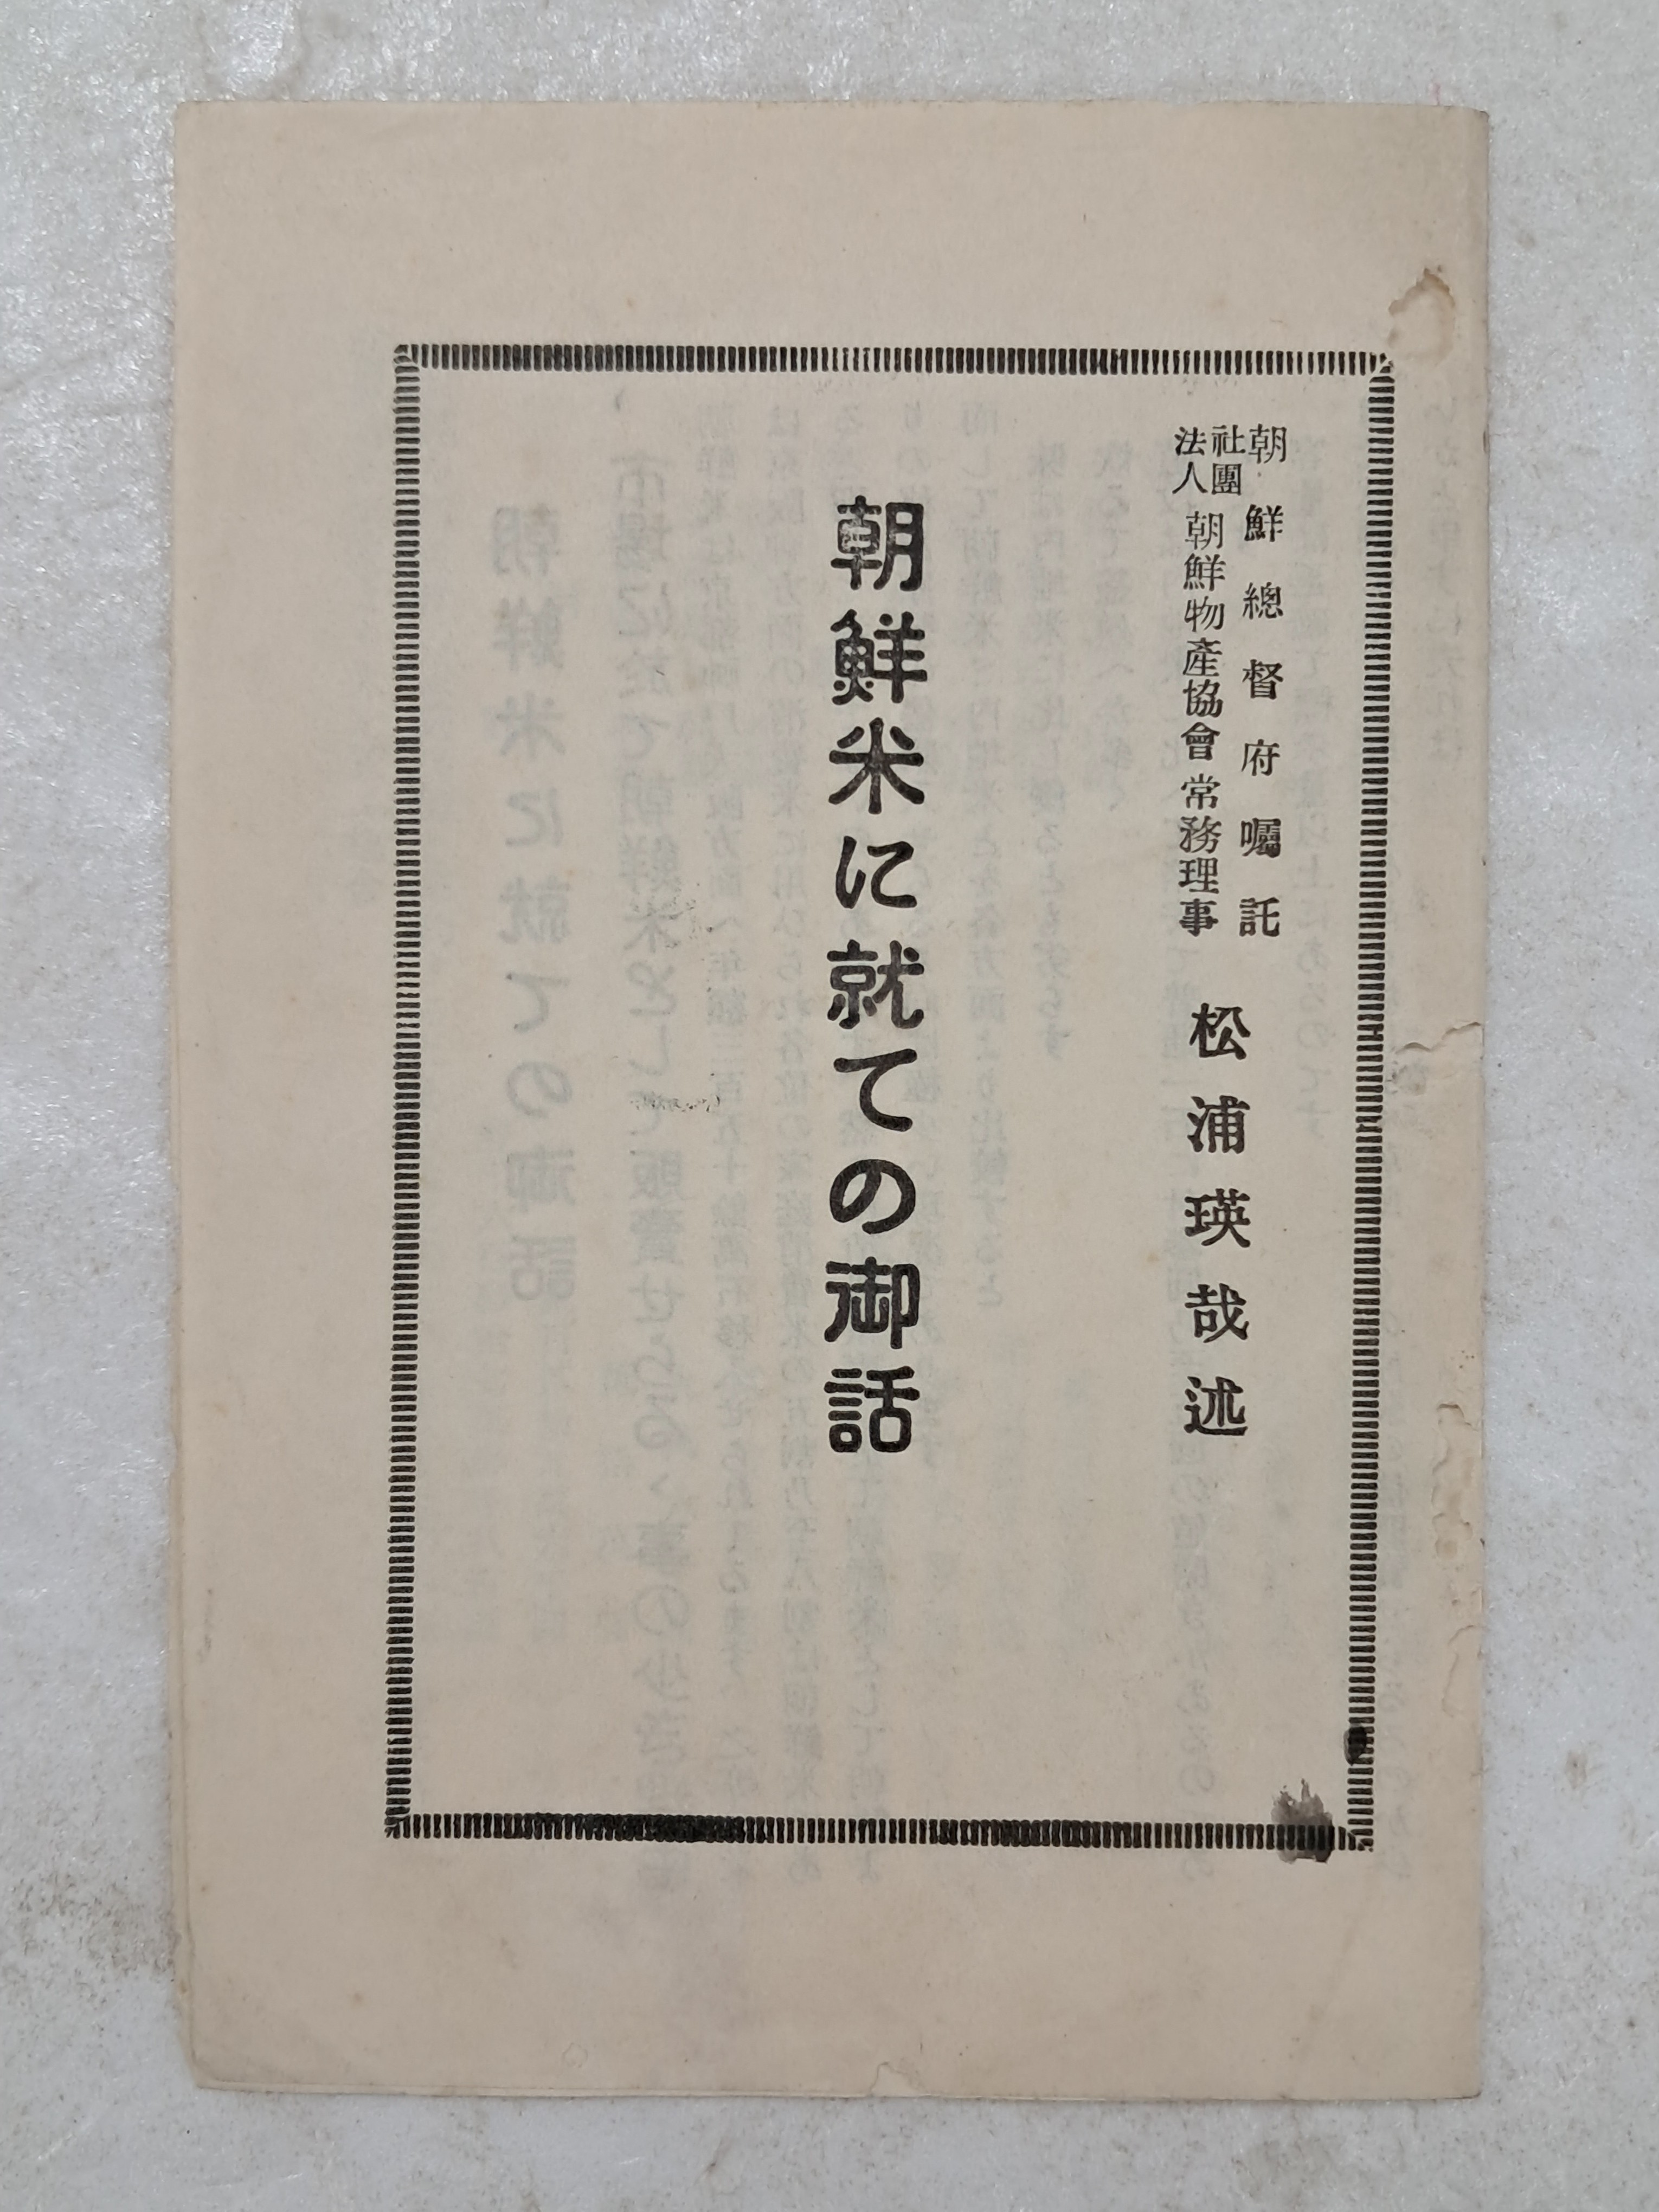 朝鮮總督府囑託
社團法人 朝鮮物產協會常務理事
松浦瑛哉述
朝鮮米に就ての御話